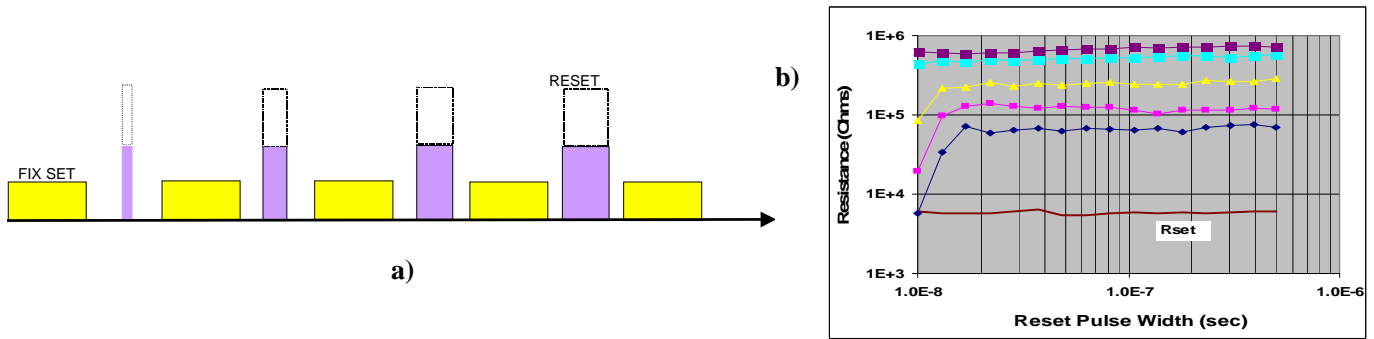 FIX SET
RESET
a)
b)
1E+6
1E+5
1E+4
1E+3
Resistance (Ohms)
Rset
1.0E-8
1.0E-7
1.0E-6
Reset Pulse Width (sec)